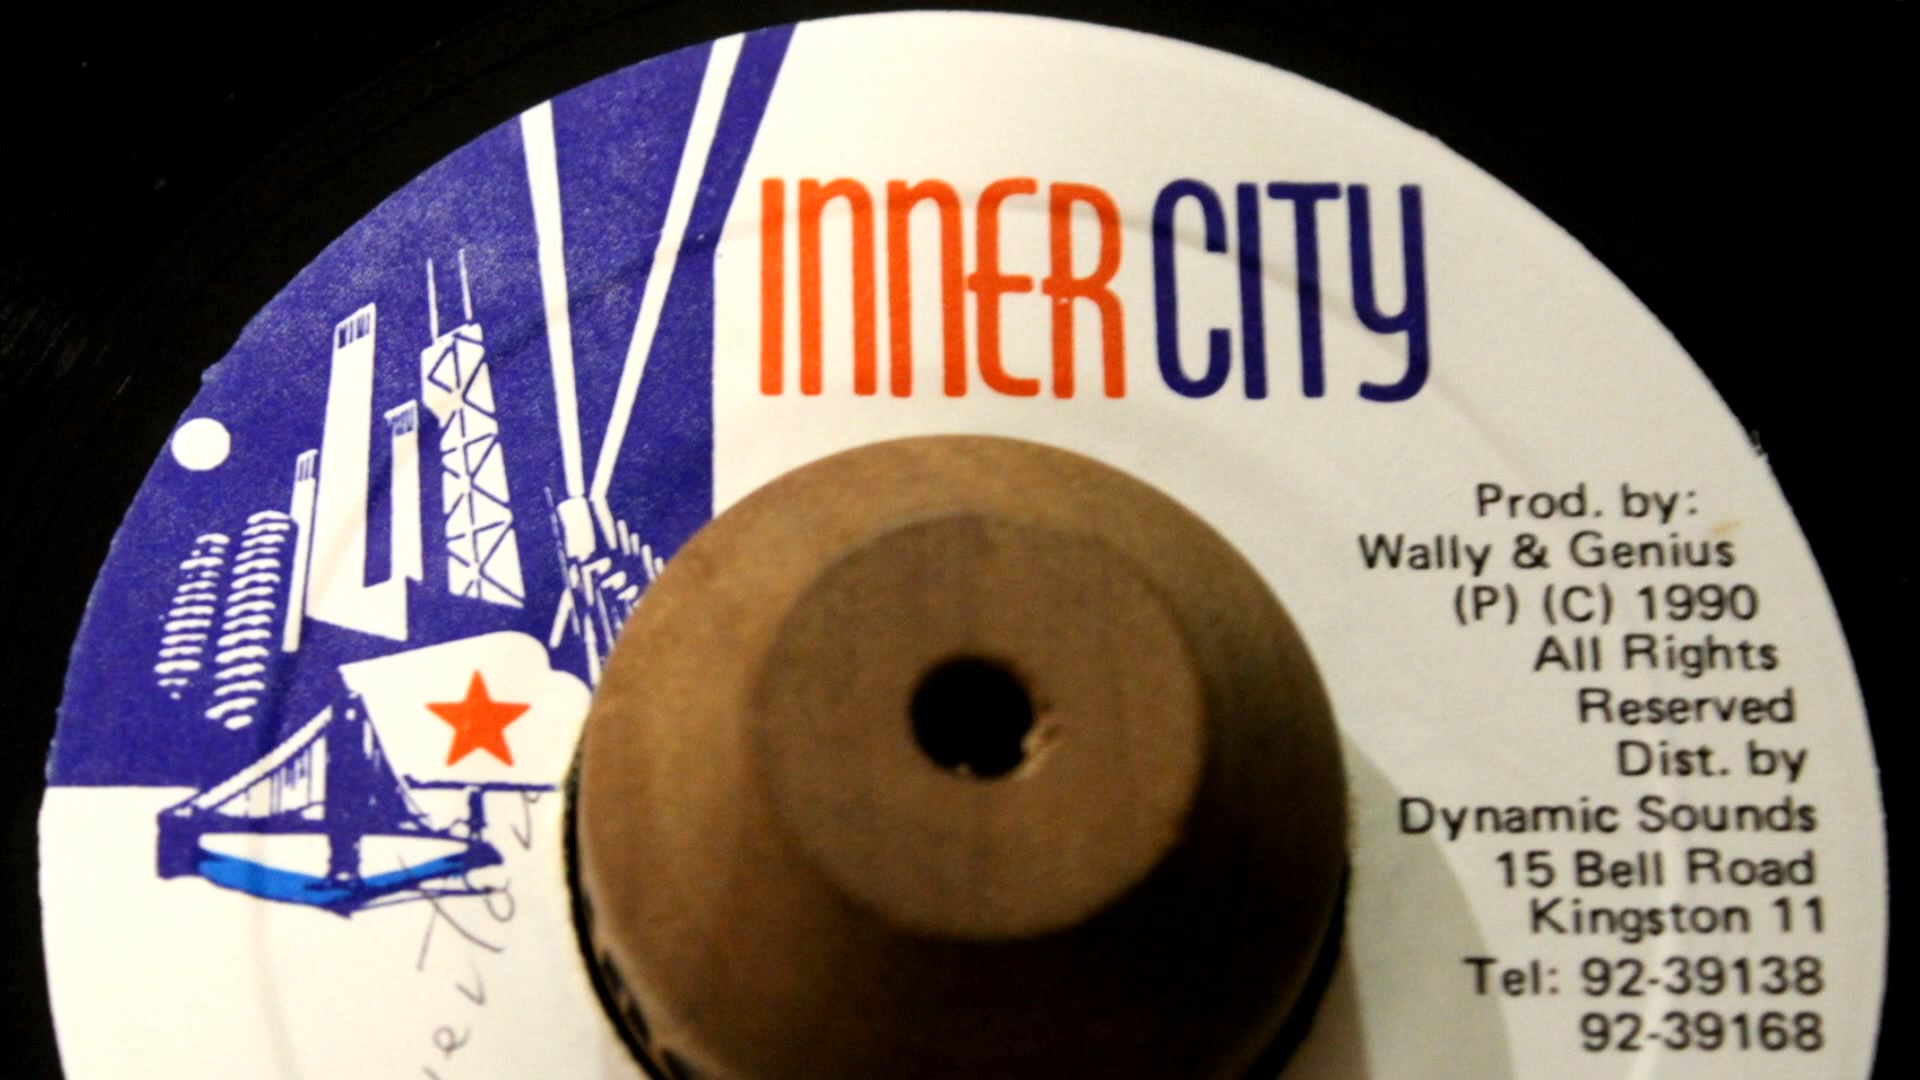 INNER CITY
Prod. by:
Wally & Genius
(P) (C) 1990
All Rights
Reserved
Dist. by
Dynamic Sounds
15 Bell Road
Kingston 11
Tel: 92-39138
92-39168